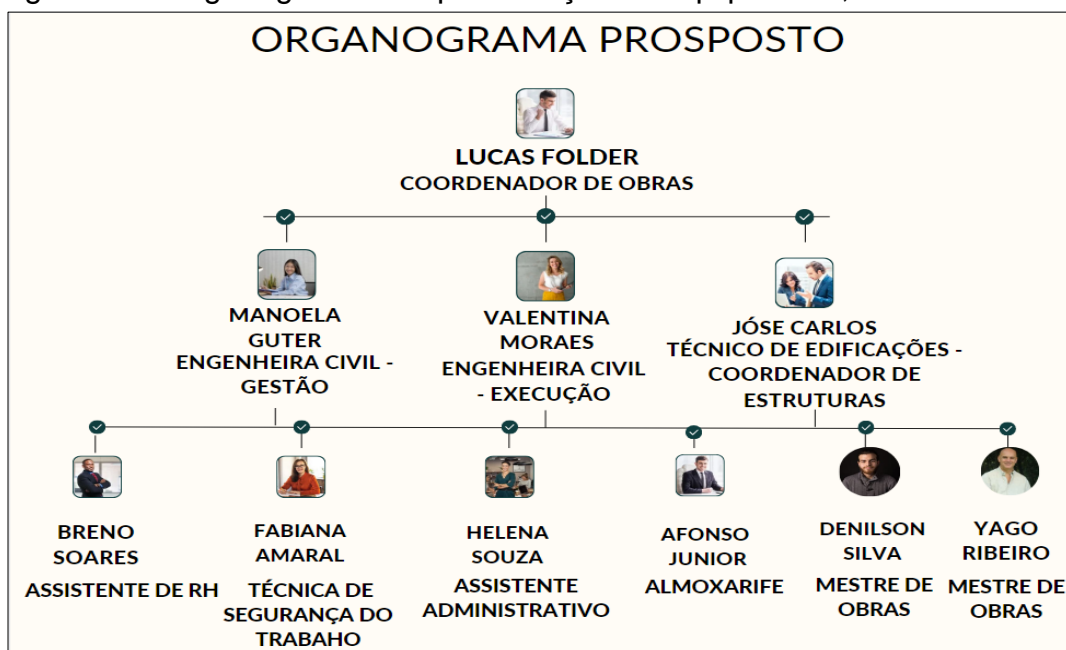 ORGANOGRAMA PROSPOSTO
LUCAS FOLDER
COORDENADOR DE OBRAS
MANOELA
GUTER
ENGENHEIRA CIVIL -
GESTÃO
VALENTINA
MORAES
ENGENHEIRA CIVIL
- EXECUÇÃO
JÓSE CARLOS
TÉCNICO DE EDIFICAÇÕES -
COORDENADOR DE
ESTRUTURAS
BRENO
SOARES
ASSISTENTE DE RH
FABIANA
AMARAL
TÉCNICA DE
SEGURANÇA DO
TRABAHO
HELENA
SOUZA
ASSISTENTE
ADMINISTRATIVO
AFONSO
JUNIOR
ALMOXARIFE
DENILSON
SILVA
MESTRE DE
OBRAS
YAGO
RIBEIRO
MESTRE DE
OBRAS